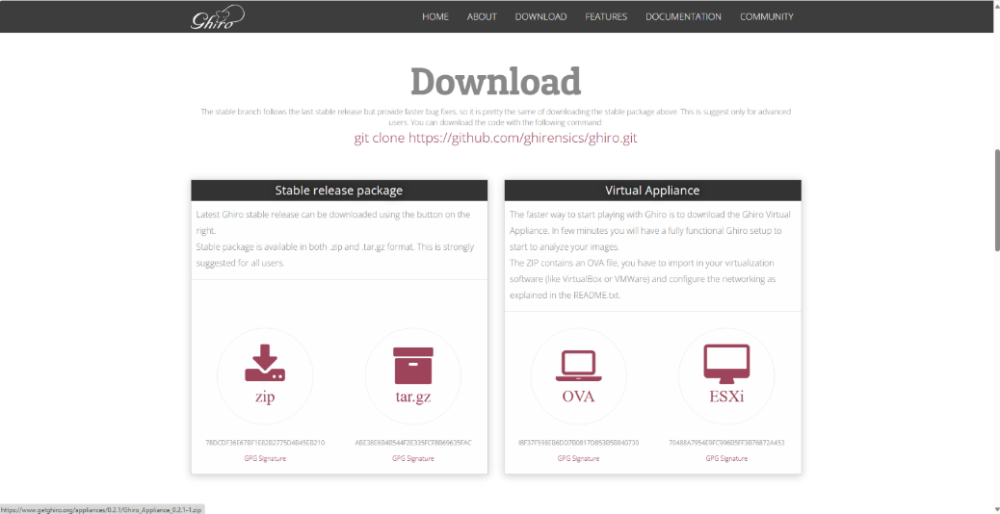 Ghiro
HOME ABOUT DOWNLOAD FEATURES DOCUMENTATION COMMUNITY
Download
The stable branch follows the last stable release but provide faster bug fixes. so it is pretty the same of downloading the stable package above. This is suggest only for advanced
users. You can download the code with the following command
git clone https://github.com/ghirensics/ghiro.git
Stable release package
Latest Ghiro stable release can be downloaded using the button on the
right.
Stable package is available in both .zip and .tar.gz format. This is strongly
suggested for all users.
zip
tar.gz
78DCDF36E67BF1E82B2775D4B45EB210
ABE38E6B4B544F2E335FCFBB69635FAC
GPG Signature
GPG Signature
Virtual Appliance
The faster way to start playing with Ghiro is to download the Ghiro Virtual
Appliance. In few minutes you will have a fully functional Ghiro setup to
start to analyze your images.
The ZIP contains an OVA file, you have to import in your virtualization
software (like VirtualBox or VMWare) and configure the networking as
explained in the README.txt.
OVA
ESXi
I8F37F598EB6DD7B0817D853B5B840730
70488A7954E9FC996B5FF3B76872A453
GPG Signature
GPG Signature
https://www.getghiro.org/appliances/0.2.1/Ghiro_Appliance_0.2.1-1.zip